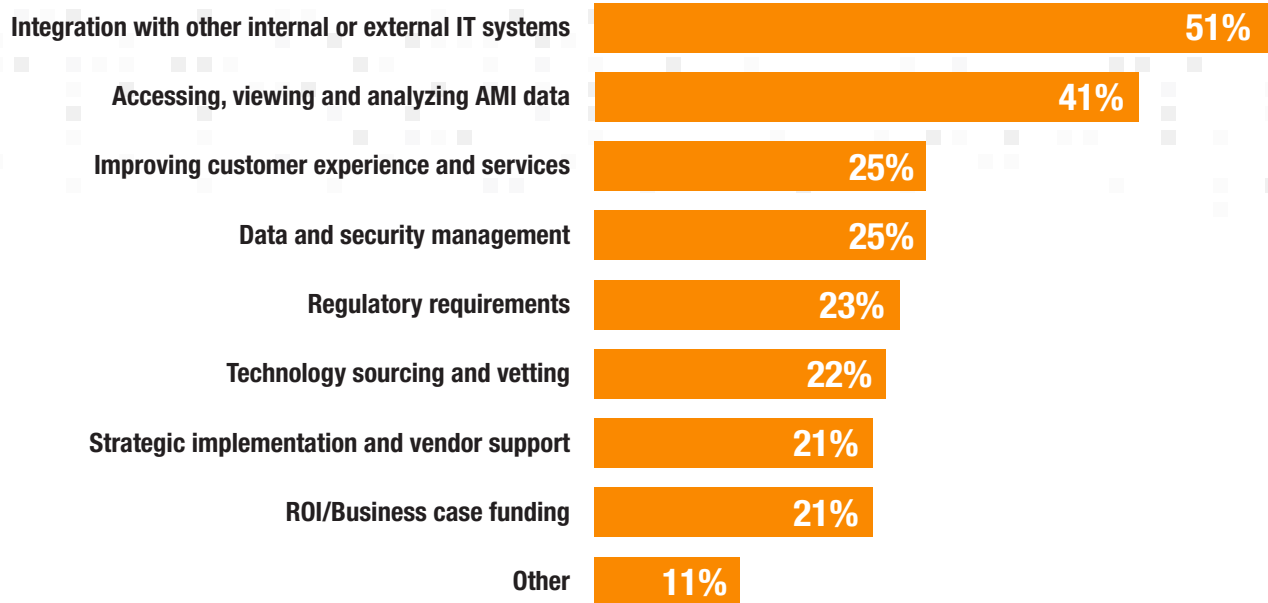 Integration with other internal or external IT systems 51%
Accessing, viewing and analyzing AMI data 41%
Improving customer experience and services 25%
Data and security management 25%
Regulatory requirements 23%
Technology sourcing and vetting 22%
Strategic implementation and vendor support 21%
ROI/Business case funding 21%
Other 11%